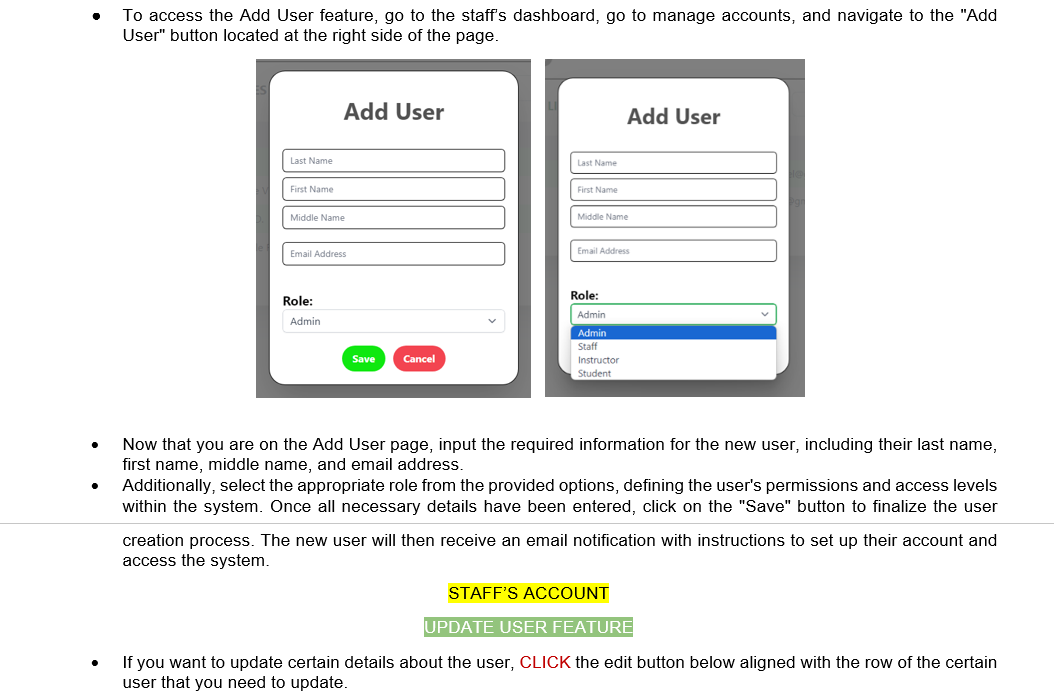 • To access the Add User feature, go to the staff's dashboard, go to manage accounts, and navigate to the "Add
User" button located at the right side of the page.
Add User
Last Name
First Name
Middle Name
Email Address
Role:
Admin
Save Cancel
Add User
Last Name
First Name
Middle Name
Email Address
Role:
Admin
Admin
Staff
Instructor
Student
• Now that you are on the Add User page, input the required information for the new user, including their last name,
first name, middle name, and email address.
• Additionally, select the appropriate role from the provided options, defining the user's permissions and access levels
within the system. Once all necessary details have been entered, click on the "Save" button to finalize the user
creation process. The new user will then receive an email notification with instructions to set up their account and
access the system.
STAFF'S ACCOUNT
UPDATE USER FEATURE
• If you want to update certain details about the user, CLICK the edit button below aligned with the row of the certain
user that you need to update.